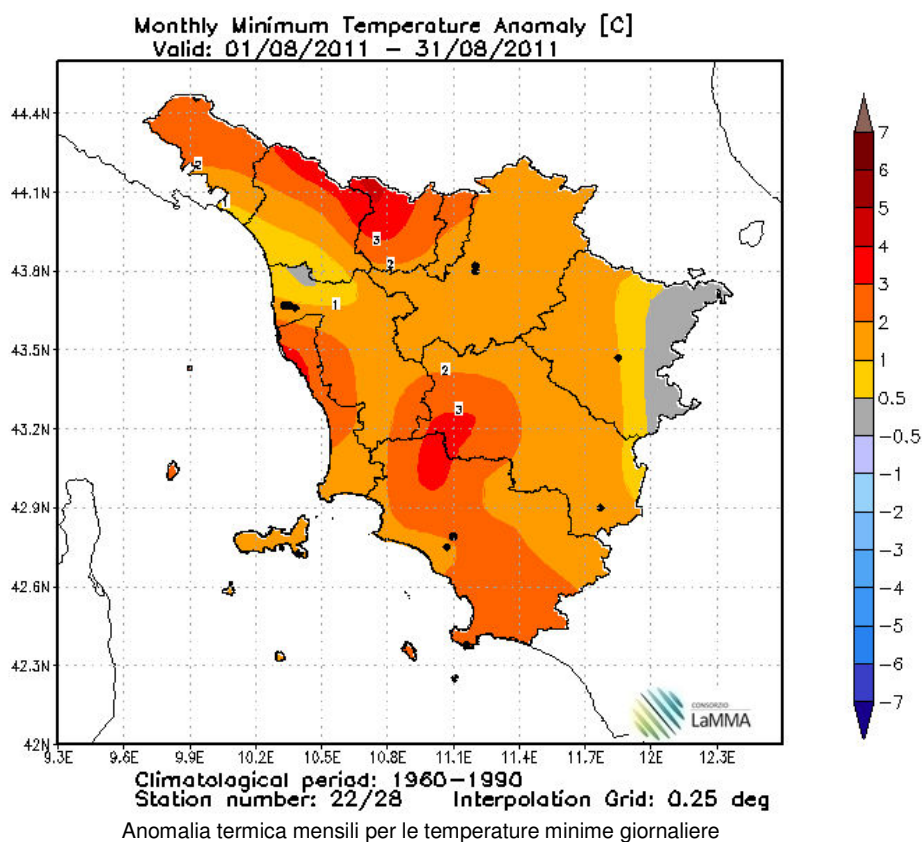 Monthly Minimum Temperature Anomaly [C]
Valid: 01/08/2011 – 31/08/2011
44.4N
44.1N
43.8N
43.5N
43.2N
42.9N
42.6N
42.3N
42N
9.3E 9.6E 9.9E 10.2E 10.5E 10.8E 11.1E 11.4E 11.7E 12E 12.3E
2
1
3
2
1
2
3
7
6
5
4
3
2
1
0.5
-0.5
-1
-2
-3
-4
-5
-6
-7
CONSORZIO
LaMMA
Climatological period: 1960–1990
Station number: 22/28 Interpolation Grid: 0.25 deg
Anomalia termica mensili per le temperature minime giornaliere